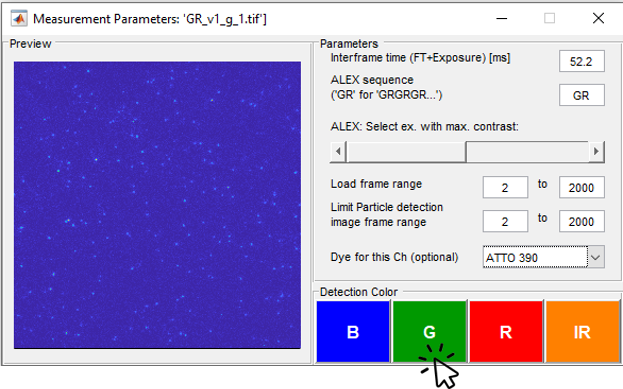 Measurement Parameters: 'GR_v1_g_1.tif']
Preview
Parameters
Interframe time (FT+Exposure) [ms]
52.2
ALEX sequence
('GR' for 'GRGRGR...')
GR
ALEX: Select ex. with max. contrast:
Load frame range
2 to 2000
Limit Particle detection
image frame range
2 to 2000
Dye for this Ch (optional)
ATTO 390
Detection Color
B G R IR